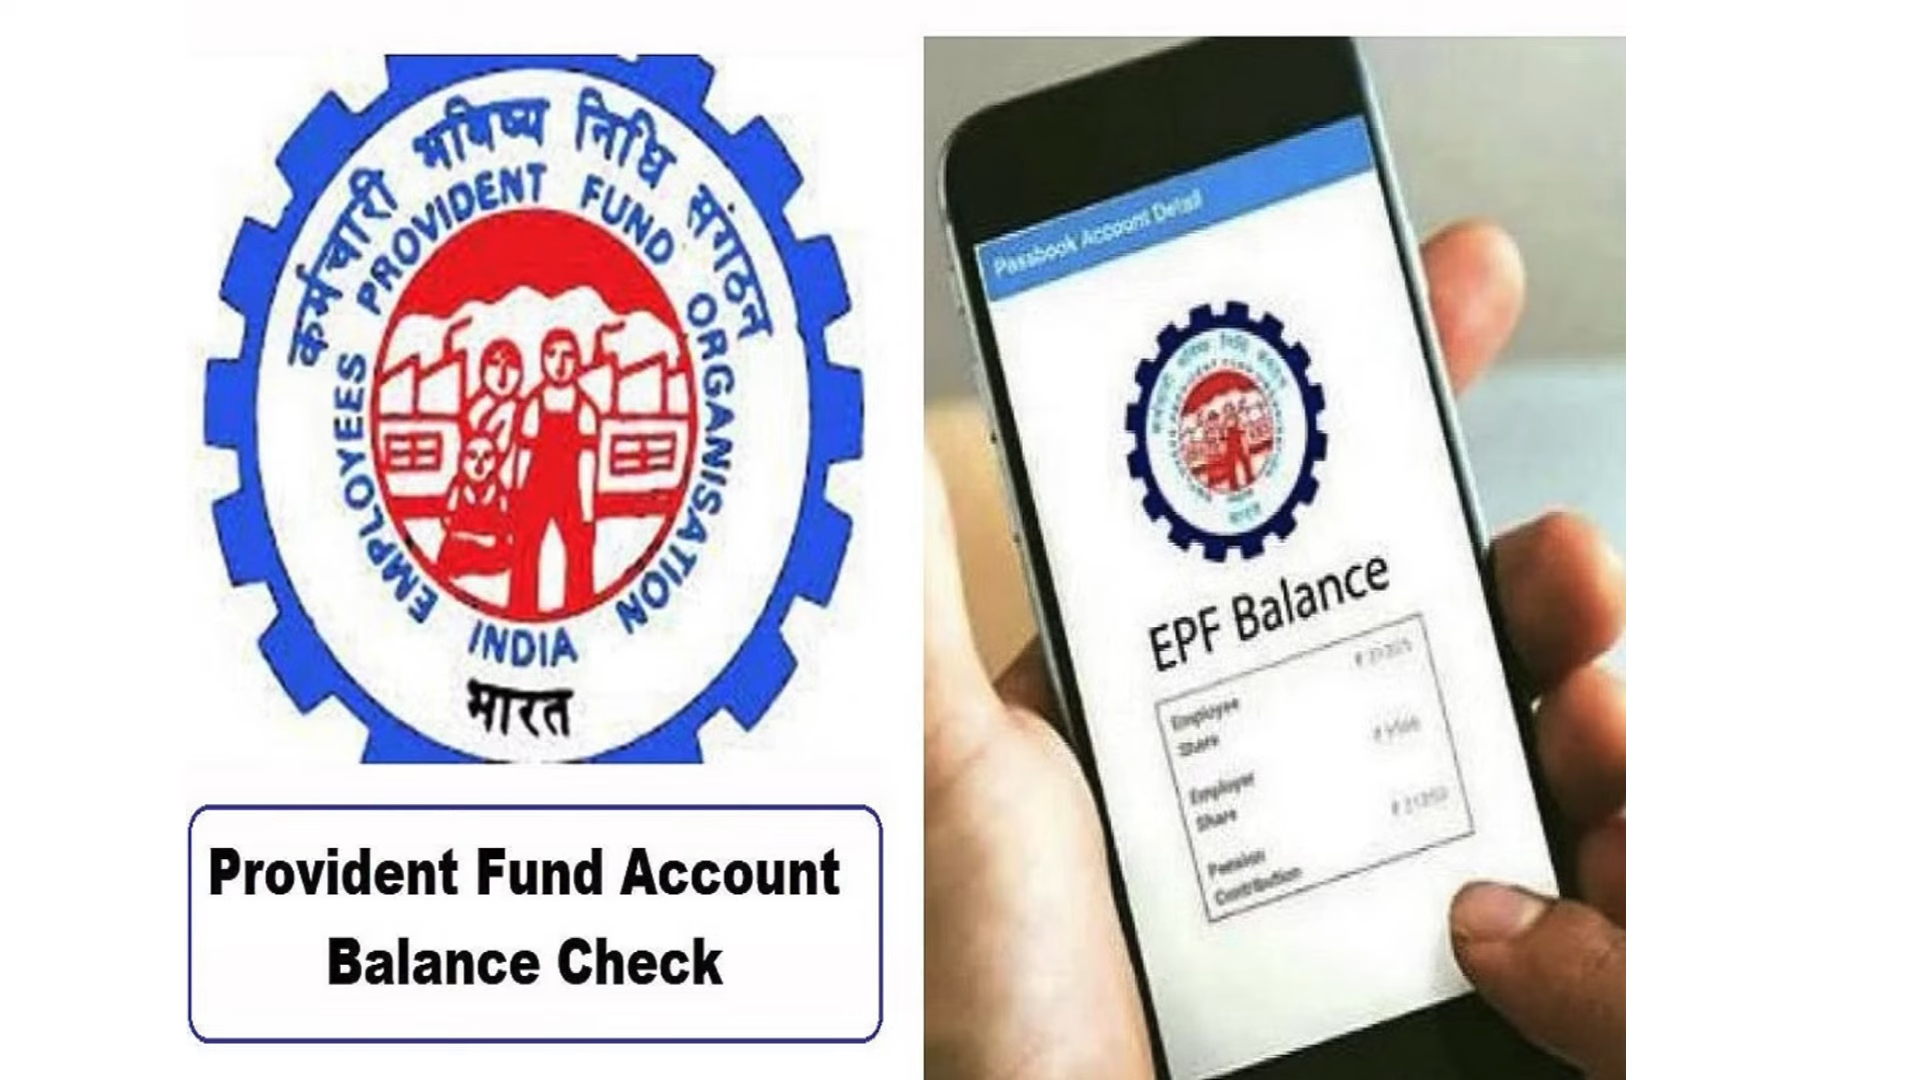 कर्मचारी भविष्य निधि संगठन
EMPLOYEES PROVIDENT FUND ORGANISATION
INDIA
भारत
Provident Fund Account
Balance Check
Passbook Account Detail
EPF Balance
Employee
Share
Employer
Share
Pension
Contribution